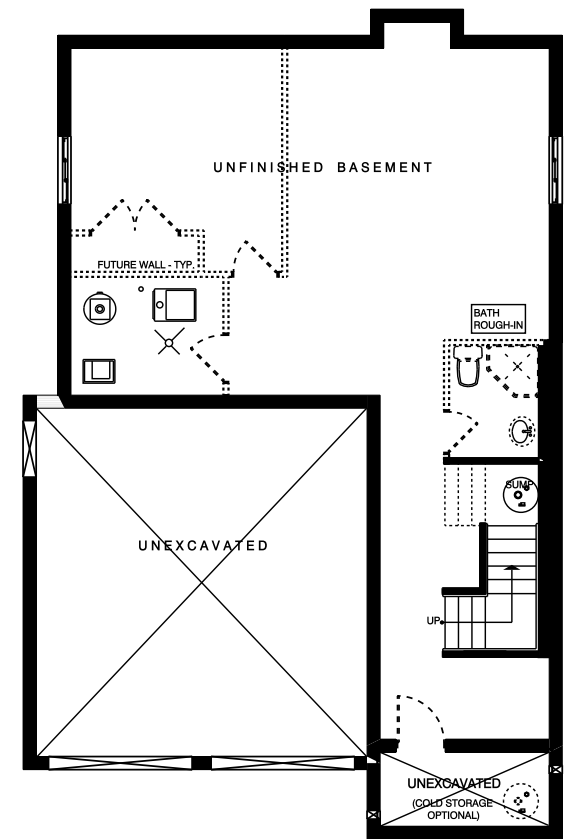 UNFINISHED BASEMENT
FUTURE WALL - TYP.
BATH
ROUGH-IN
SUMP
UNEXCAVATED
UP
UNEXCAVATED
(COLD STORAGE
OPTIONAL)